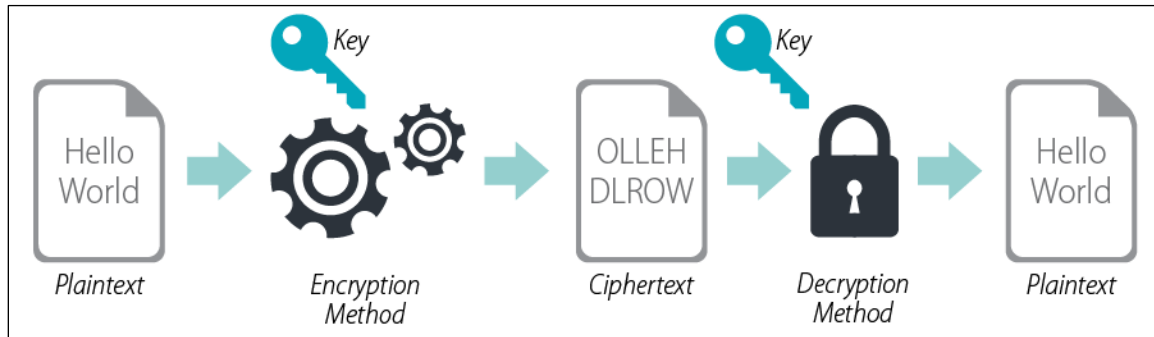 Key
Key
Hello
World
OLLEH
DLROW
Hello
World
Plaintext
Encryption
Method
Ciphertext
Decryption
Method
Plaintext